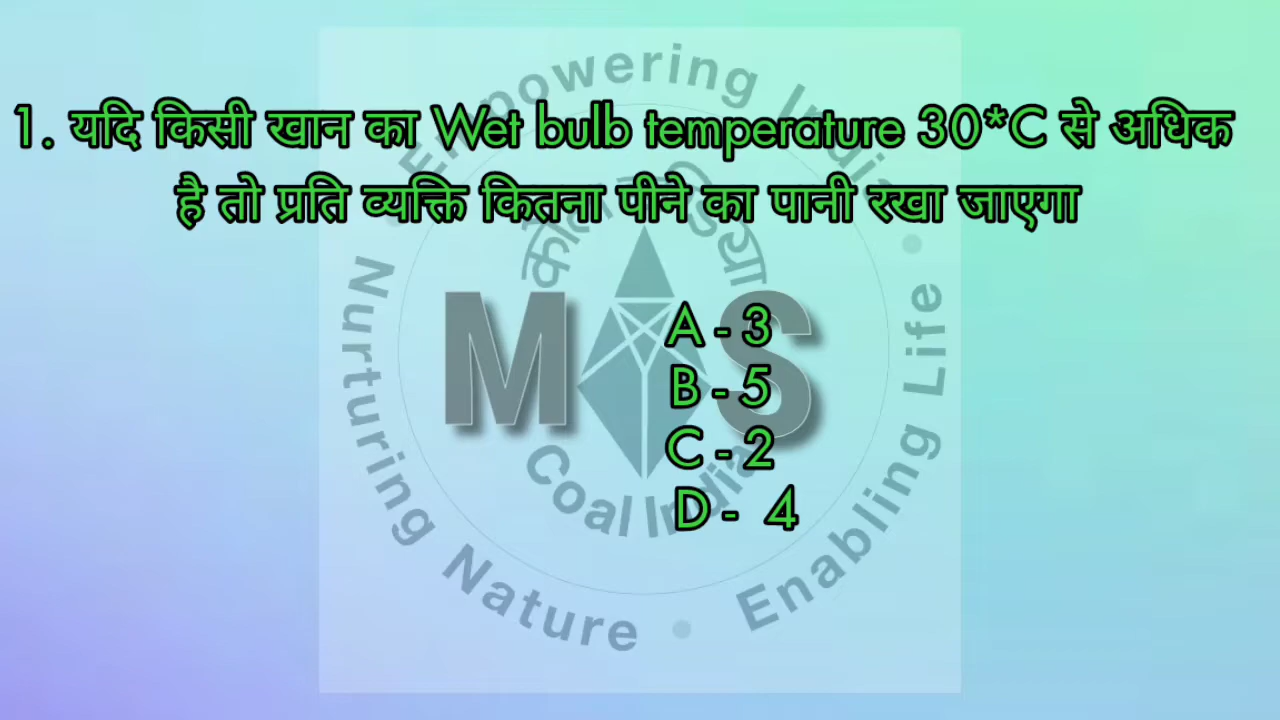 1. यदि किसी खान का Wet bulb temperature 30*C से अधिक
है तो प्रति व्यक्ति कितना पीने का पानी रखा जाएगा
A - 3
B - 5
C - 2
D - 4
Empowering India
Nurturing Nature
Enabling Life
कोल इंडिया
M S
Coal India